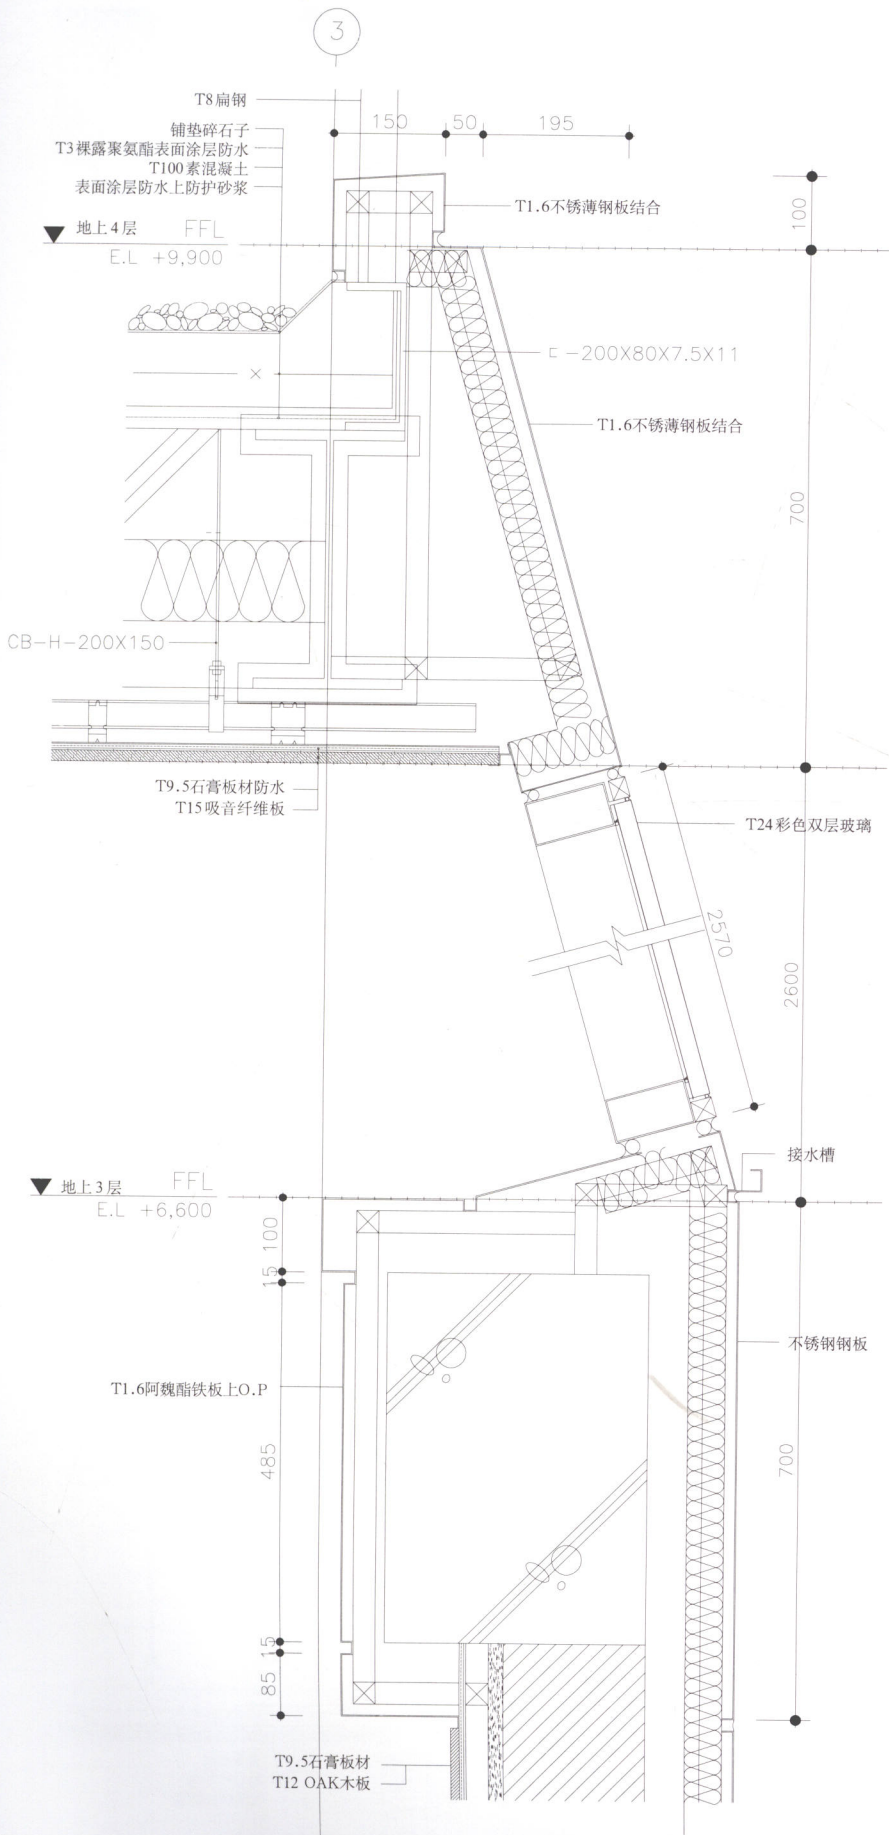 3
T8扁钢
150 50 195
铺垫碎石子
T3裸露聚氨酯表面涂层防水
T100素混凝土
表面涂层防水上防护砂浆
T1.6不锈薄钢板结合
100
地上4层 FFL
E.L +9,900
⊏-200X80X7.5X11
T1.6不锈薄钢板结合
700
CB-H-200X150
T9.5石膏板材防水
T15吸音纤维板
T24彩色双层玻璃
2570
2600
接水槽
地上3层 FFL
E.L +6,600
100
15
不锈钢钢板
T1.6阿魏酯铁板上O.P
485
700
15
85
T9.5石膏板材
T12 OAK木板